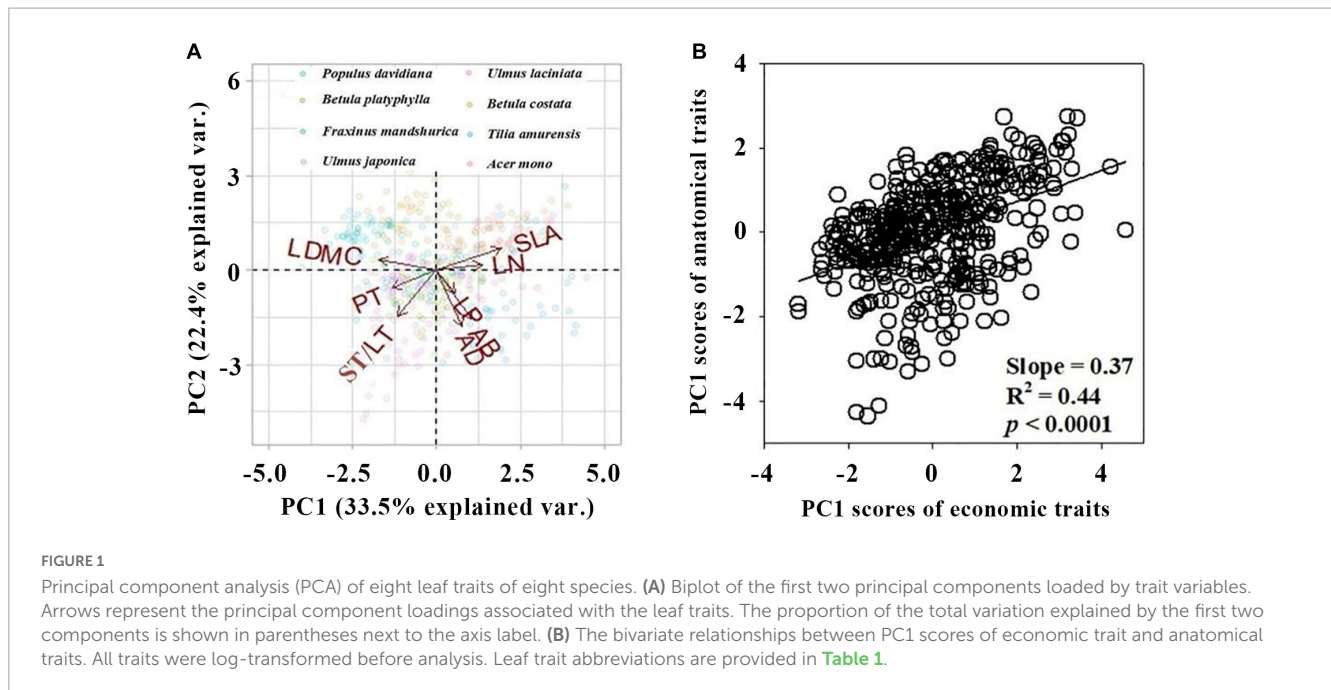 A
6
3
0
-3
PC2 (22.4% explained var.)
Populus davidiana
Betula platyphylla
Fraxinus mandshurica
Ulmus japonica
Ulmus laciniata
Betula costata
Tilia amurensis
Acer mono
LDMC
SLA
LN
PT
ST/LT
LP
AB
AD
-5.0 -2.5 0.0 2.5 5.0
PC1 (33.5% explained var.)
B
4
2
0
-2
-4
PC1 scores of anatomical traits
Slope = 0.37
R² = 0.44
p < 0.0001
-4 -2 0 2 4
PC1 scores of economic traits
FIGURE 1
Principal component analysis (PCA) of eight leaf traits of eight species. (A) Biplot of the first two principal components loaded by trait variables.
Arrows represent the principal component loadings associated with the leaf traits. The proportion of the total variation explained by the first two
components is shown in parentheses next to the axis label. (B) The bivariate relationships between PC1 scores of economic trait and anatomical
traits. All traits were log-transformed before analysis. Leaf trait abbreviations are provided in Table 1.